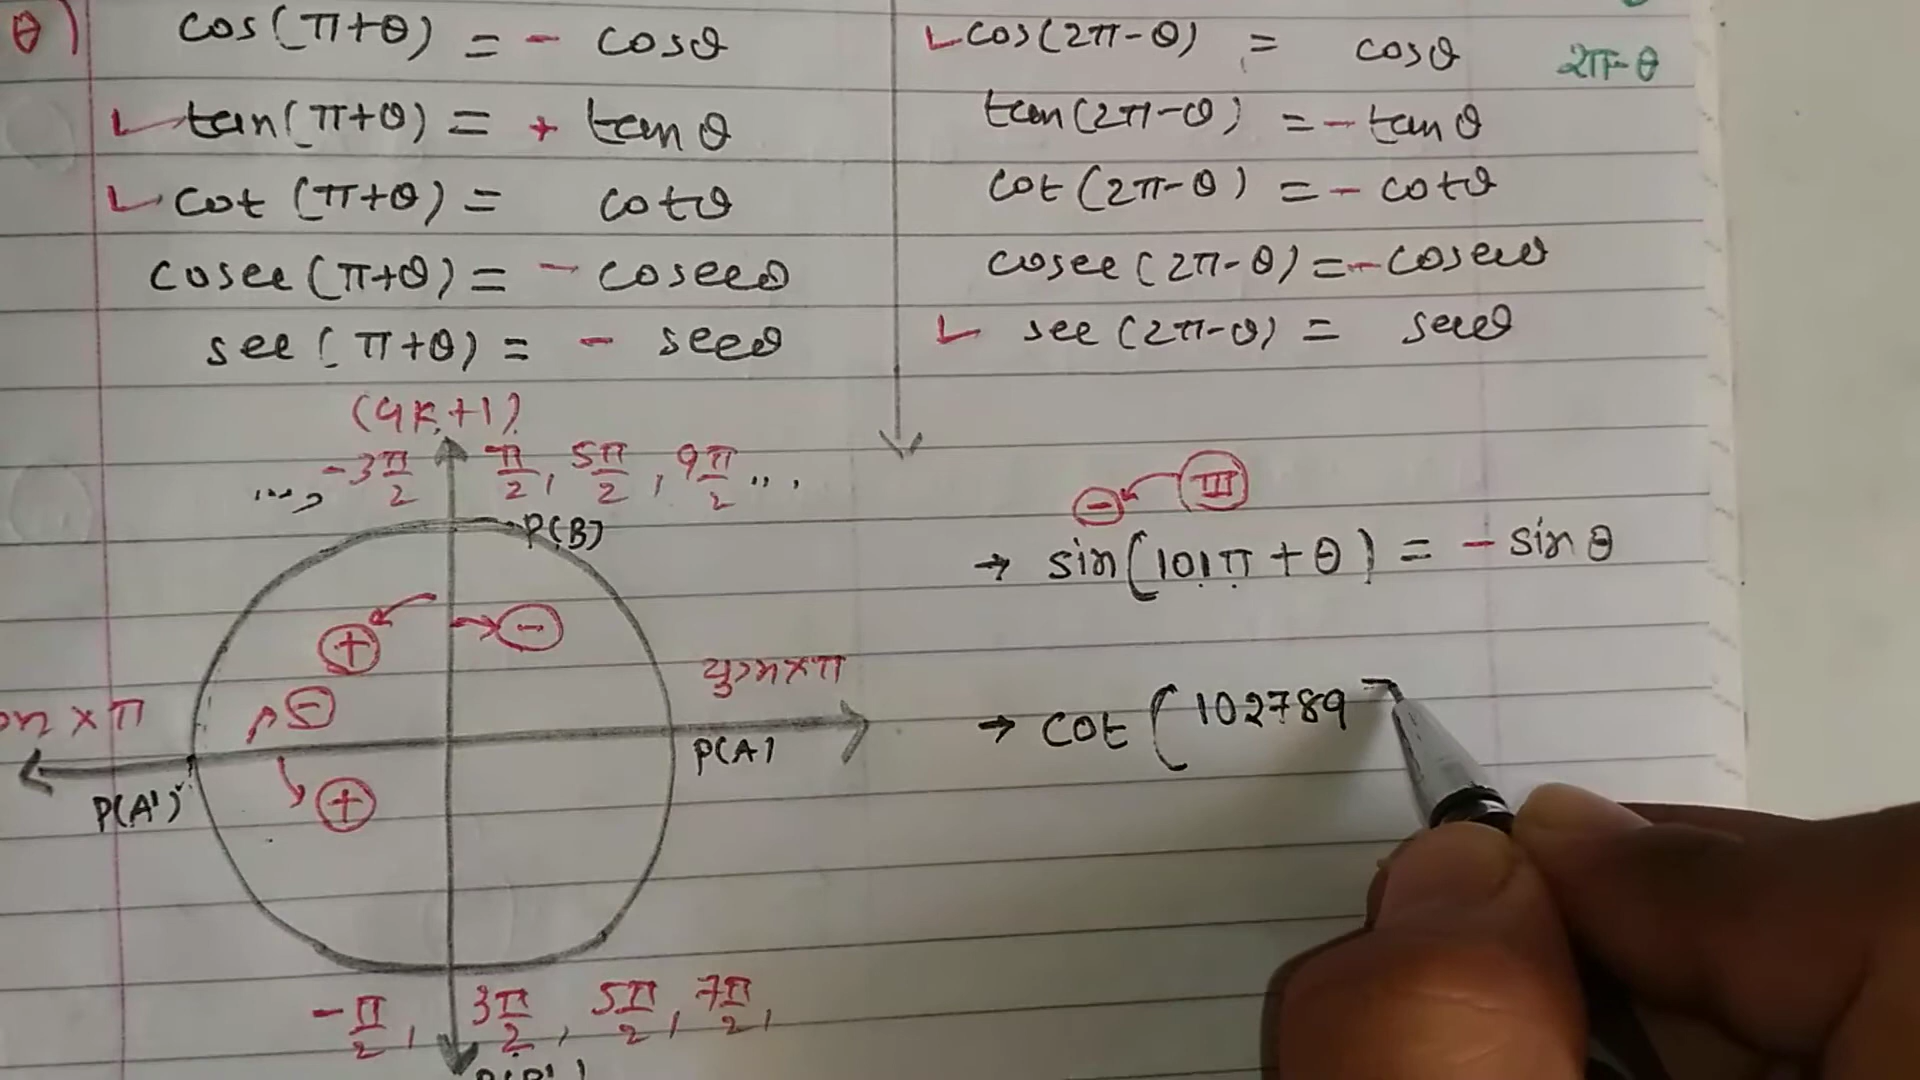 θ)
cos(π+θ) = - cosθ
tan(π+θ) = + tanθ
cot(π+θ) = cotθ
cosec(π+θ) = - cosecθ
sec(π+θ) = - secθ
cos(2π-θ) = cosθ
2π-θ
tan(2π-θ) = - tanθ
cot(2π-θ) = - cotθ
cosec(2π-θ) = - cosecθ
sec(2π-θ) = secθ
(4k+1)
..., -3π/2 π/2, 5π/2, 9π/2 ...
P(B)
+ -
- π×
યુગ્મ×π
P(A')
P(A)
+
-π/2, 3π/2, 5π/2, 7π/2,
- III
→ sin(101π+θ) = - sinθ
→ cot(102789